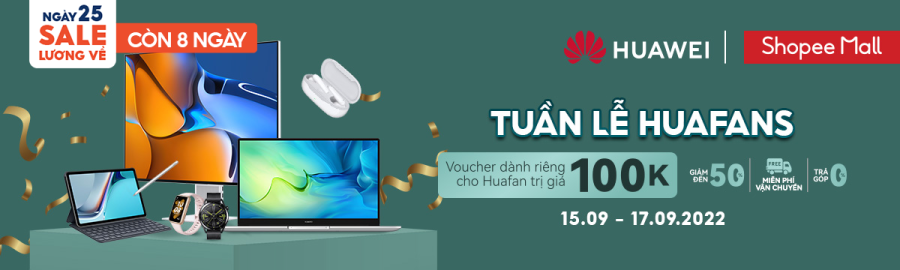 NGÀY 25
SALE
LƯƠNG VỀ
CÒN 8 NGÀY
HUAWEI
Shopee Mall
TUẦN LỄ HUAFANS
Voucher dành riêng
cho Huafan trị giá
100K
GIẢM
ĐẾN
50%
FREE
MIỄN PHÍ
VẬN CHUYỂN
TRẢ
GÓP
0%
15.09 - 17.09.2022